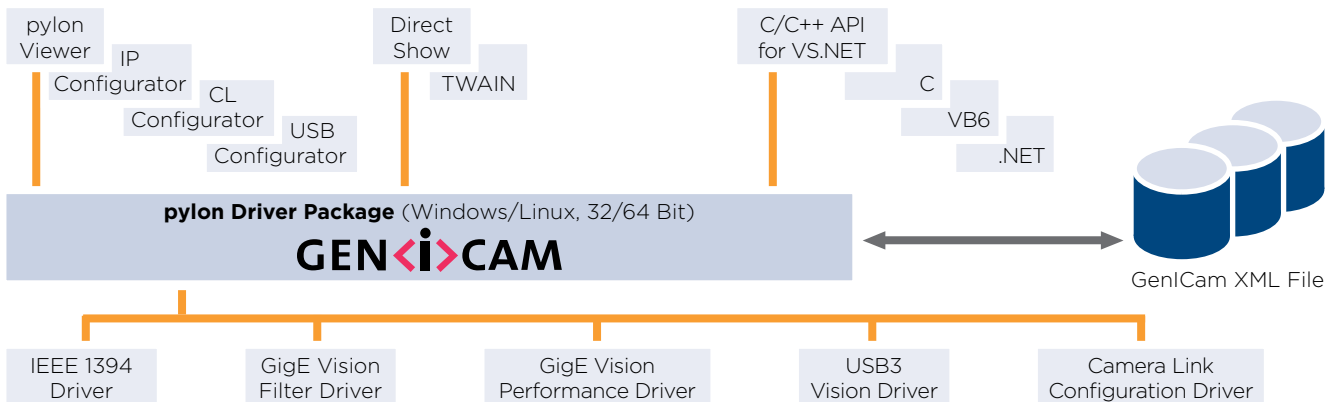 pylon
Viewer
IP
Configurator
CL
Configurator
USB
Configurator
Direct
Show
TWAIN
C/C++ API
for VS.NET
C
VB6
.NET
pylon Driver Package (Windows/Linux, 32/64 Bit)
GEN<i>CAM
GenICam XML File
IEEE 1394
Driver
GigE Vision
Filter Driver
GigE Vision
Performance Driver
USB3
Vision Driver
Camera Link
Configuration Driver